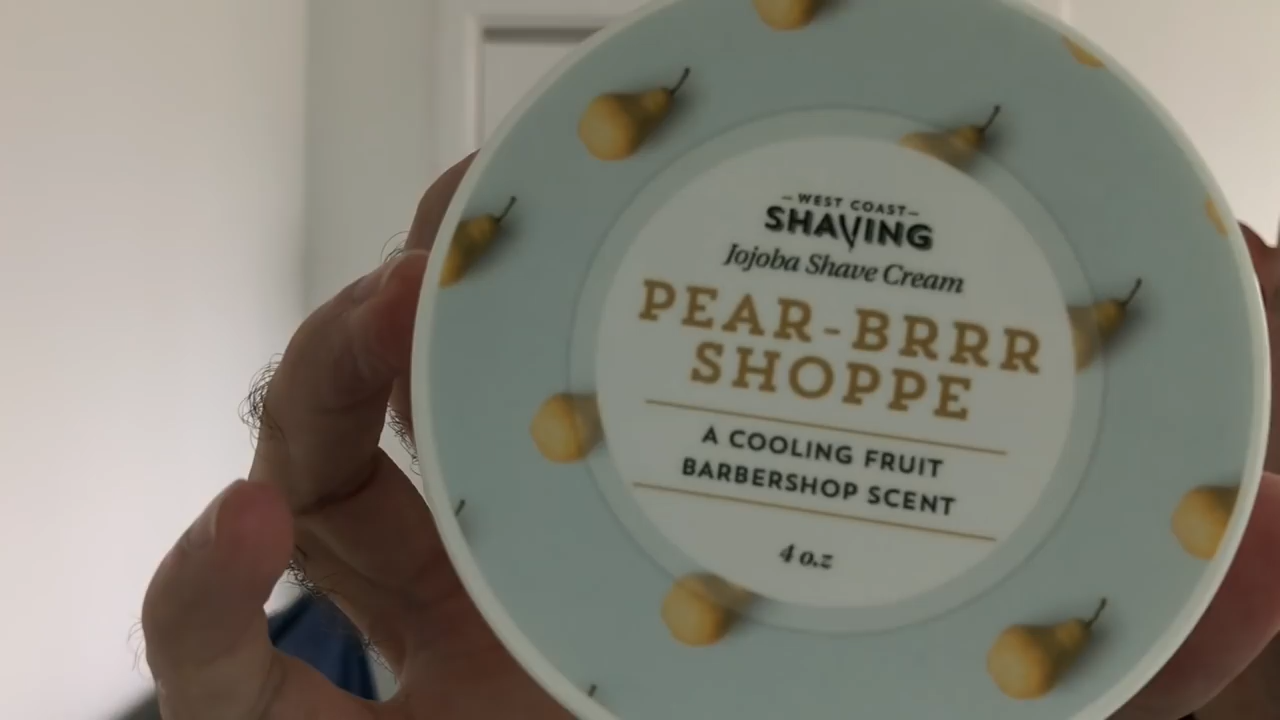 WEST COAST
SHAVING
Jojoba Shave Cream
PEAR-BRRR
SHOPPE
A COOLING FRUIT
BARBERSHOP SCENT
4 o.z